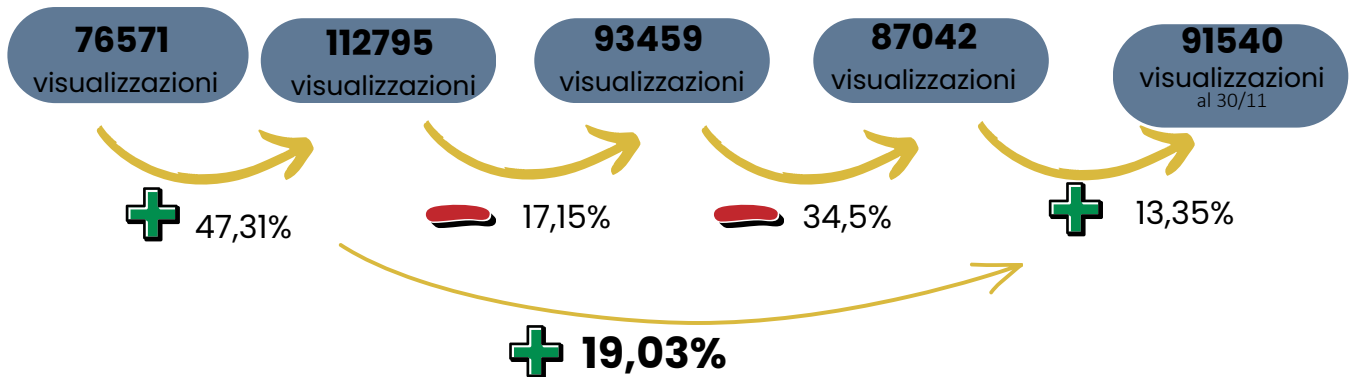 76571
visualizzazioni
112795
visualizzazioni
93459
visualizzazioni
87042
visualizzazioni
91540
visualizzazioni
al 30/11
47,31%
17,15%
34,5%
13,35%
19,03%